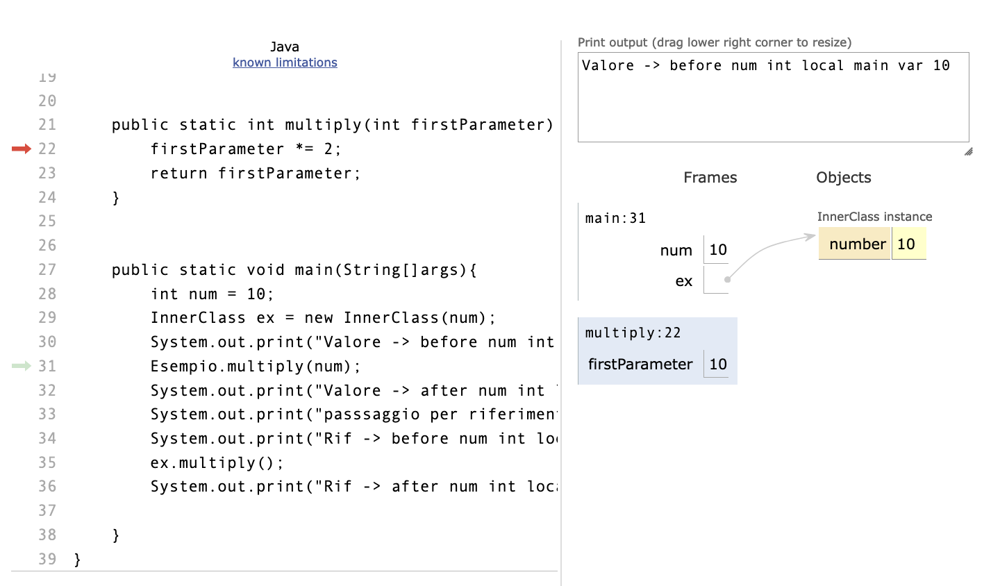 Java
known limitations
19
20
21 public static int multiply(int firstParameter)
22 firstParameter *= 2;
23 return firstParameter;
24 }
25
26
27 public static void main(String[]args){
28 int num = 10;
29 InnerClass ex = new InnerClass(num);
30 System.out.print("Valore -> before num int
31 Esempio.multiply(num);
32 System.out.print("Valore -> after num int
33 System.out.print("passsaggio per riferimen
34 System.out.print("Rif -> before num int lo
35 ex.multiply();
36 System.out.print("Rif -> after num int loc
37
38 }
39 }
Print output (drag lower right corner to resize)
Valore -> before num int local main var 10
Frames Objects
main:31
num 10
ex
InnerClass instance
number 10
multiply:22
firstParameter 10